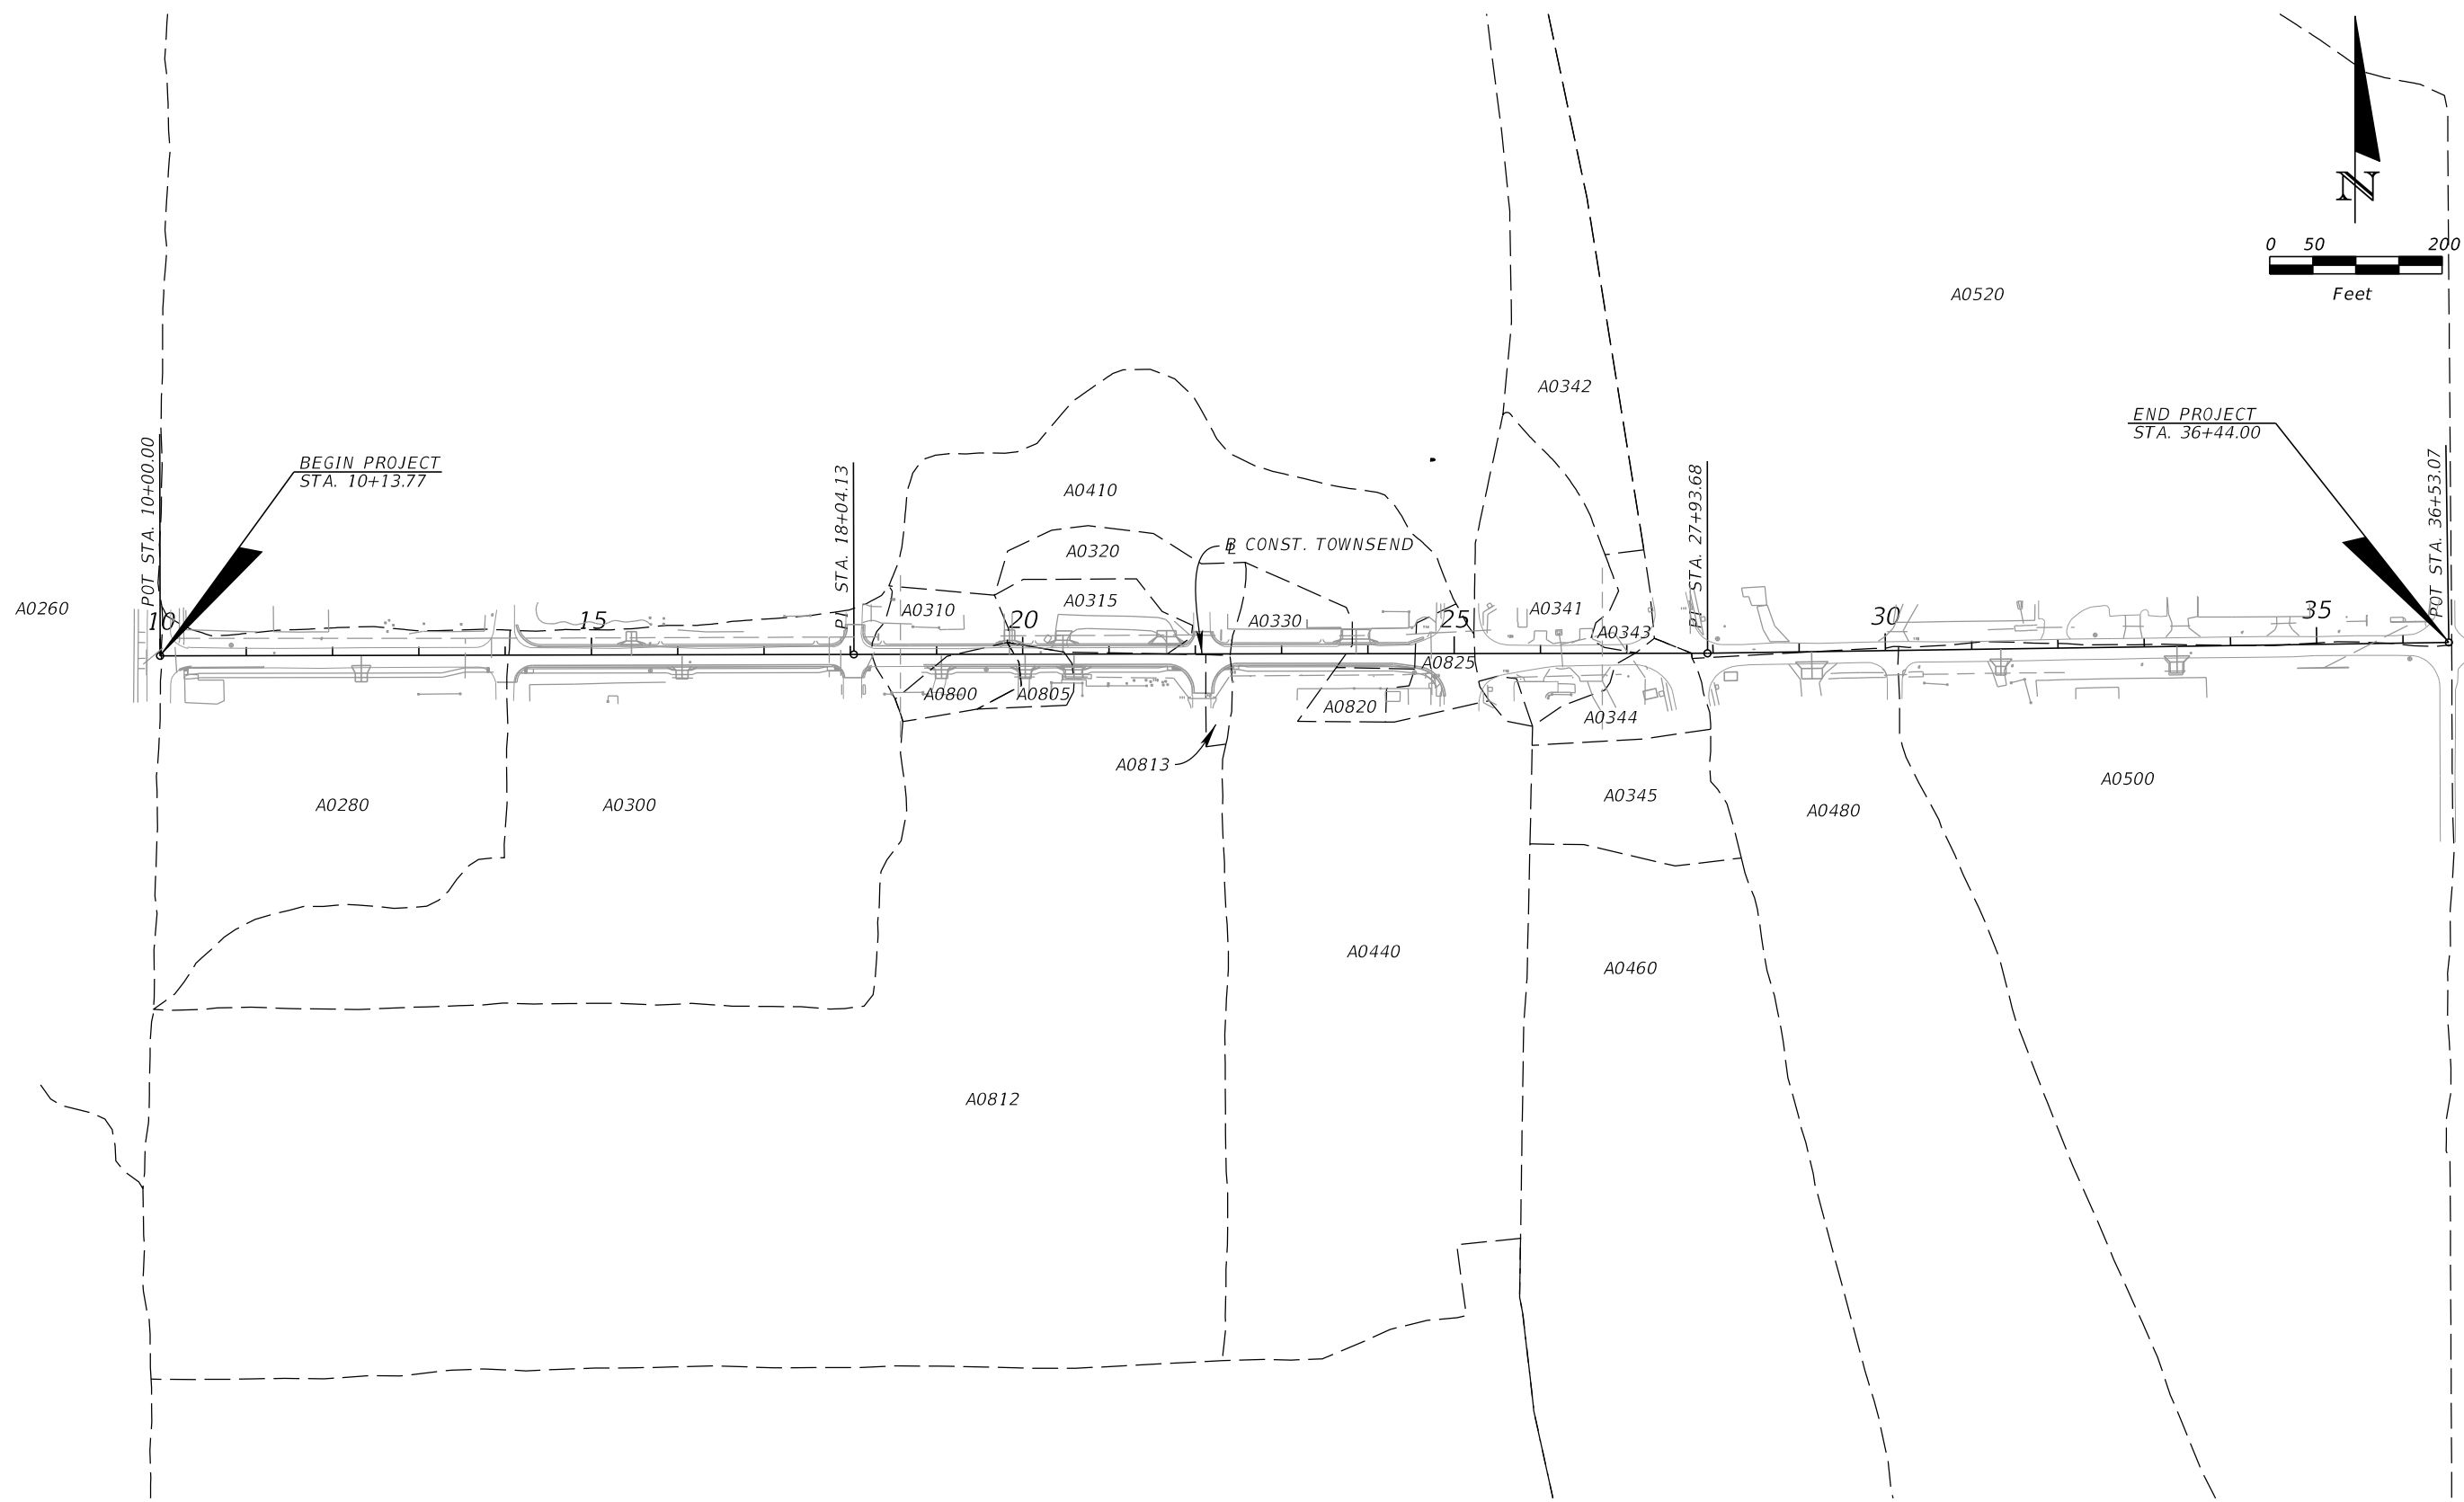 N
0 50 200
Feet
A0520
A0342
END PROJECT
STA. 36+44.00
BEGIN PROJECT
STA. 10+13.77
POT STA. 10+00.00
PI STA. 18+04.13
PI STA. 27+93.68
POT STA. 36+53.07
A0410
A0320
BL CONST. TOWNSEND
A0260
10
15
A0310
20
A0315
A0330
25
A0341
A0343
30
35
A0825
A0800
A0805
A0820
A0344
A0813
A0280
A0300
A0345
A0480
A0500
A0440
A0460
A0812